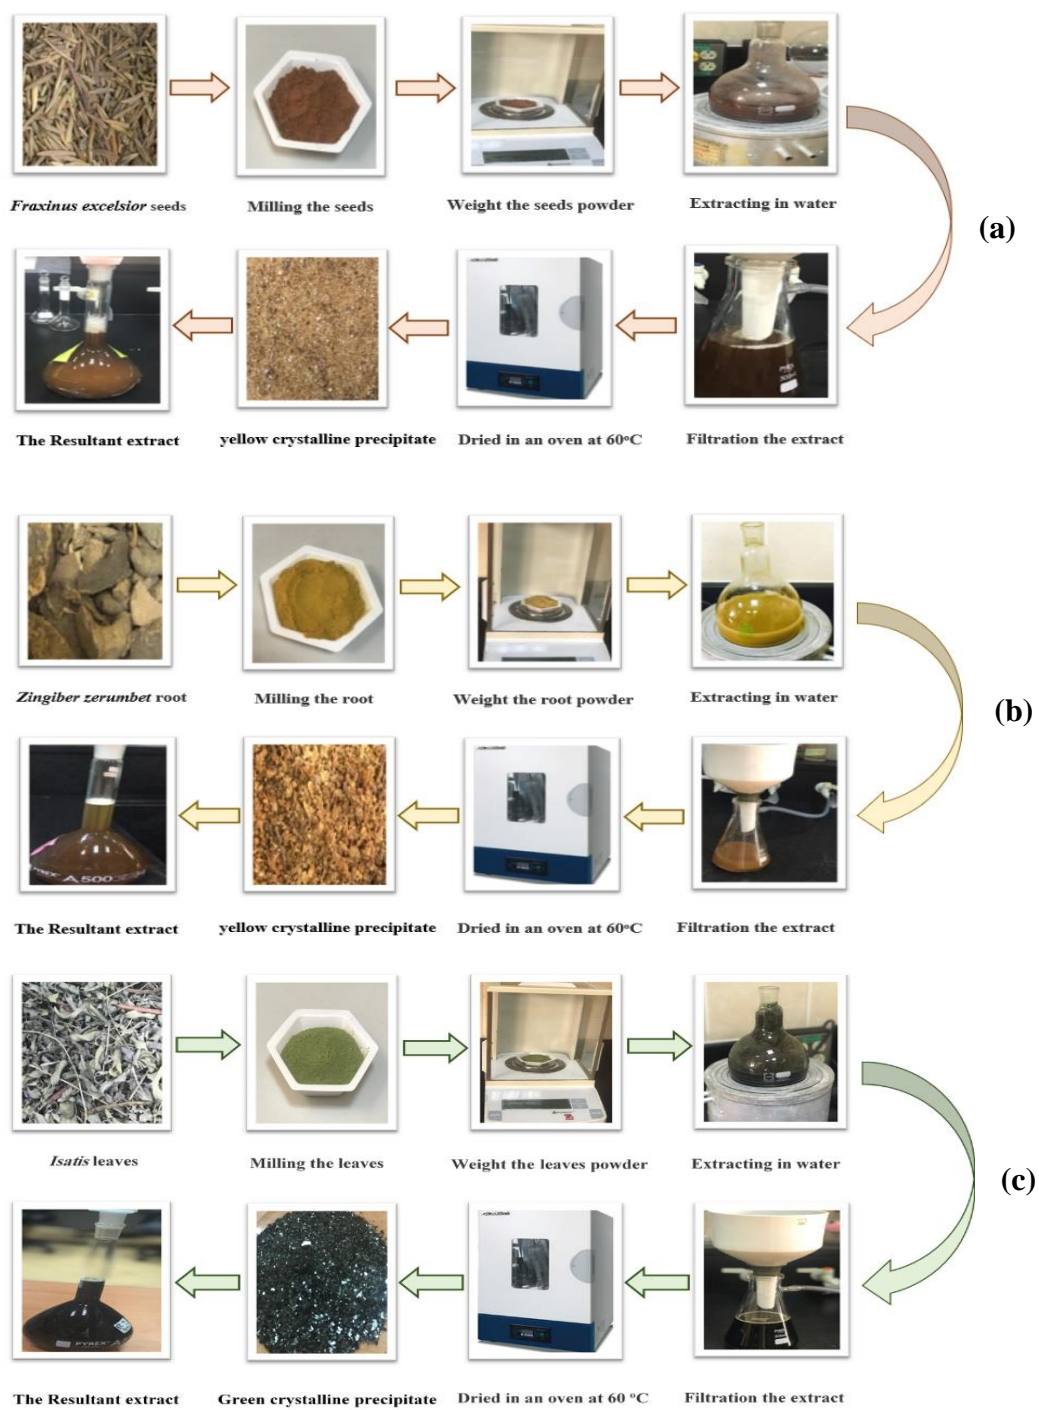 Fraxinus excelsior seeds
Milling the seeds
Weight the seeds powder
Extracting in water
(a)
The Resultant extract
yellow crystalline precipitate
Dried in an oven at 60°C
Filtration the extract
Zingiber zerumbet root
Milling the root
Weight the root powder
Extracting in water
(b)
A 500
The Resultant extract
yellow crystalline precipitate
Dried in an oven at 60°C
Filtration the extract
Isatis leaves
Milling the leaves
Weight the leaves powder
Extracting in water
(c)
PYREX
The Resultant extract
Green crystalline precipitate
Dried in an oven at 60 °C
Filtration the extract